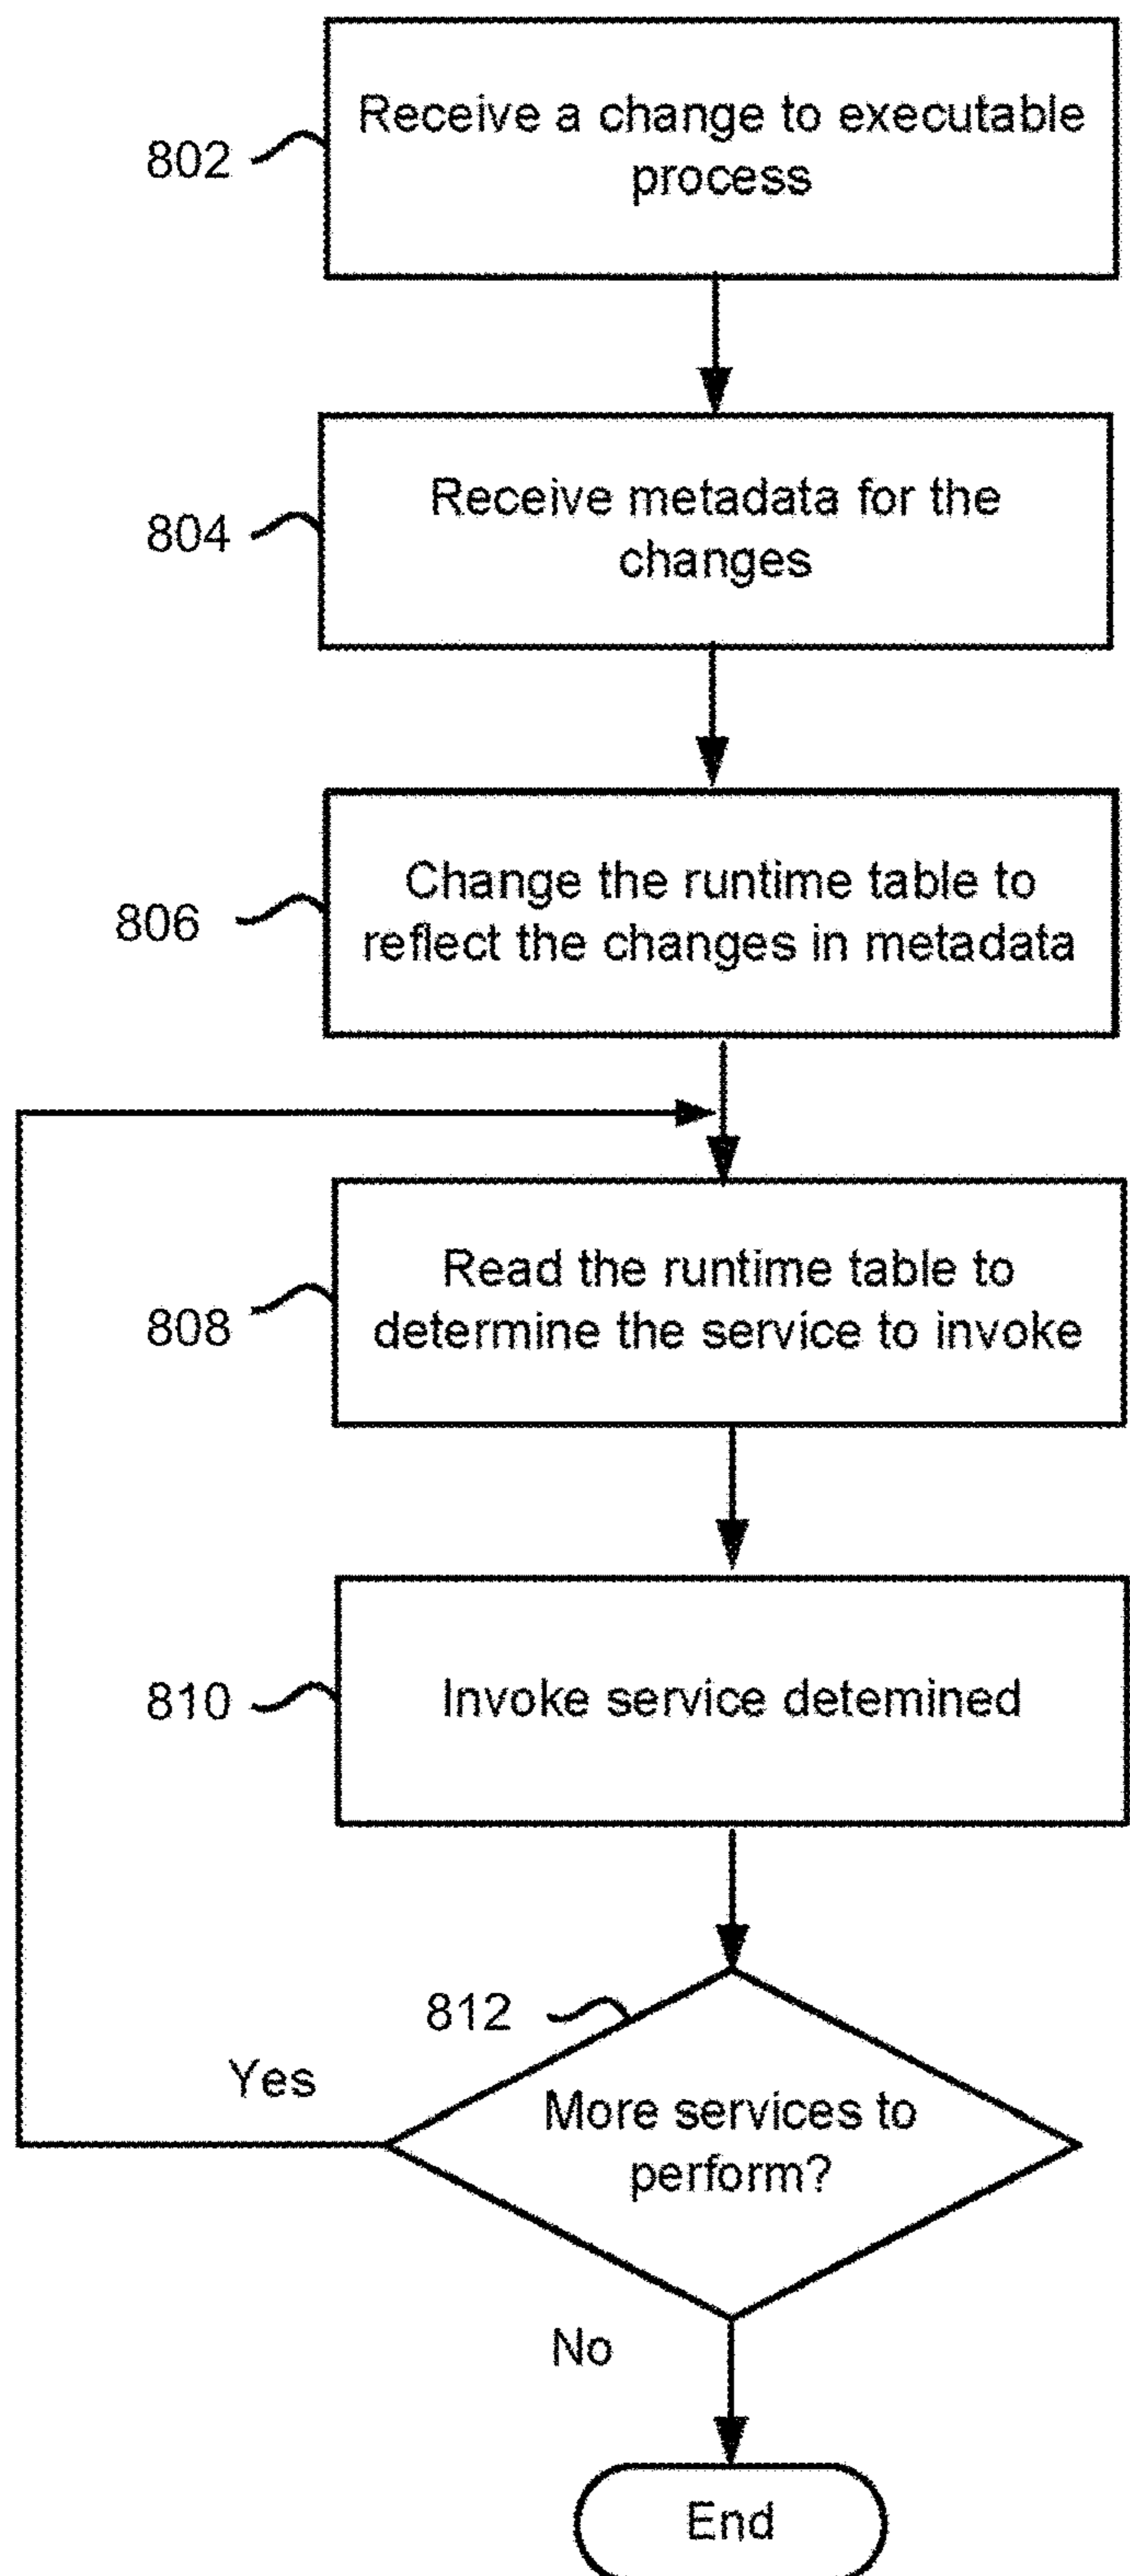 Receive a change to executable
process
802
Receive metadata for the
changes
804
Change the runtime table to
reflect the changes in metadata
806
Read the runtime table to
determine the service to invoke
808
Invoke service detemined
810
812
More services to
perform?
Yes
No
End